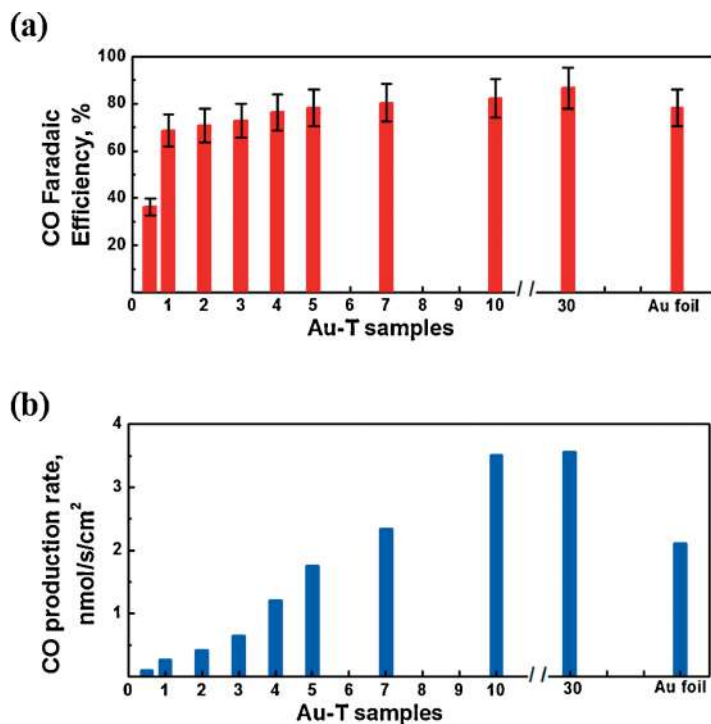 (a)
100
80
60
40
20
CO Faradaic
Efficiency, %
0 1 2 3 4 5 6 7 8 9 10 // 30 Au foil
Au-T samples
(b)
4
3
2
1
CO production rate,
nmol/s/cm²
0 1 2 3 4 5 6 7 8 9 10 // 30 Au foil
Au-T samples